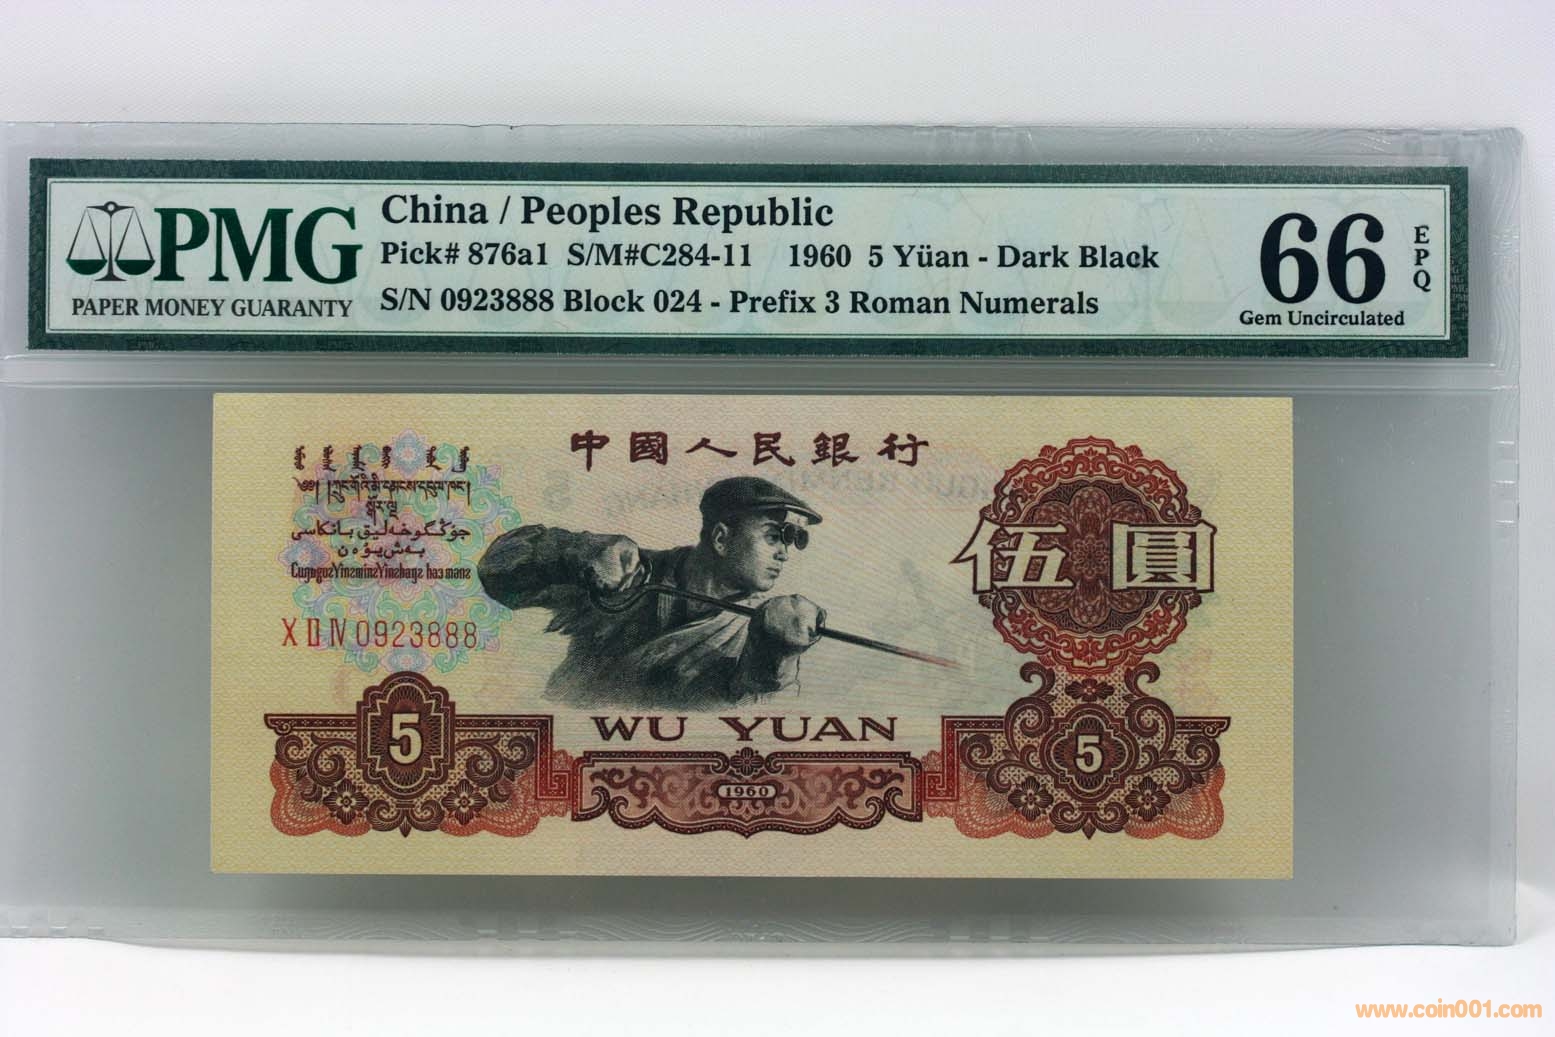 PMG
PAPER MONEY GUARANTY
China / Peoples Republic
Pick# 876a1 S/M#C284-11 1960 5 Yüan - Dark Black
S/N 0923888 Block 024 - Prefix 3 Roman Numerals
66
EPQ
Gem Uncirculated
中國人民銀行
伍圓
ⅩⅡⅣ 0923888
WU YUAN
5
5
1960
www.coin001.com